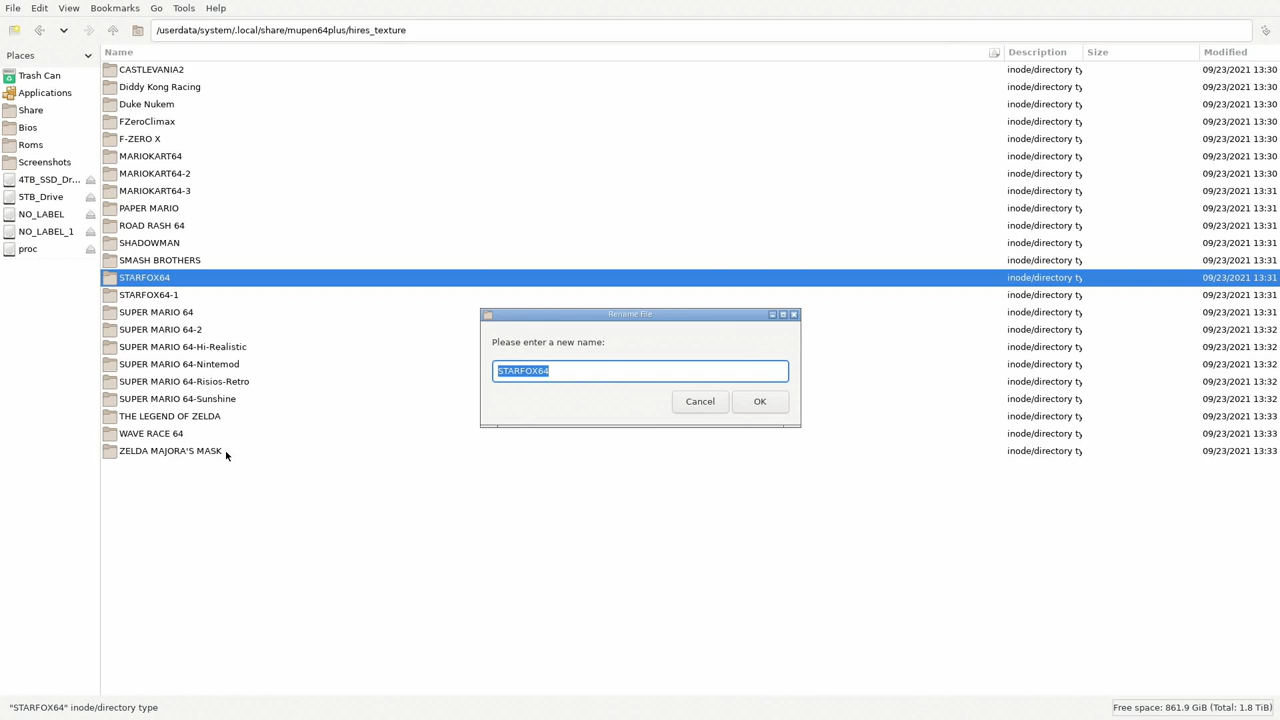 File Edit View Bookmarks Go Tools Help
/userdata/system/.local/share/mupen64plus/hires_texture
Places
Name Description Size Modified
Trash Can
Applications
Share
Bios
Roms
Screenshots
4TB_SSD_Dr...
5TB_Drive
NO_LABEL
NO_LABEL_1
proc
CASTLEVANIA2 inode/directory ty 09/23/2021 13:30
Diddy Kong Racing inode/directory ty 09/23/2021 13:30
Duke Nukem inode/directory ty 09/23/2021 13:30
FZeroClimax inode/directory ty 09/23/2021 13:30
F-ZERO X inode/directory ty 09/23/2021 13:30
MARIOKART64 inode/directory ty 09/23/2021 13:30
MARIOKART64-2 inode/directory ty 09/23/2021 13:30
MARIOKART64-3 inode/directory ty 09/23/2021 13:31
PAPER MARIO inode/directory ty 09/23/2021 13:31
ROAD RASH 64 inode/directory ty 09/23/2021 13:31
SHADOWMAN inode/directory ty 09/23/2021 13:31
SMASH BROTHERS inode/directory ty 09/23/2021 13:31
STARFOX64 inode/directory ty 09/23/2021 13:31
STARFOX64-1 inode/directory ty 09/23/2021 13:31
SUPER MARIO 64 inode/directory ty 09/23/2021 13:31
SUPER MARIO 64-2 inode/directory ty 09/23/2021 13:32
SUPER MARIO 64-Hi-Realistic inode/directory ty 09/23/2021 13:32
SUPER MARIO 64-Nintemod inode/directory ty 09/23/2021 13:32
SUPER MARIO 64-Risios-Retro inode/directory ty 09/23/2021 13:32
SUPER MARIO 64-Sunshine inode/directory ty 09/23/2021 13:32
THE LEGEND OF ZELDA inode/directory ty 09/23/2021 13:33
WAVE RACE 64 inode/directory ty 09/23/2021 13:33
ZELDA MAJORA'S MASK inode/directory ty 09/23/2021 13:33
Rename File
Please enter a new name:
STARFOX64
Cancel OK
"STARFOX64" inode/directory type
Free space: 861.9 GiB (Total: 1.8 TiB)